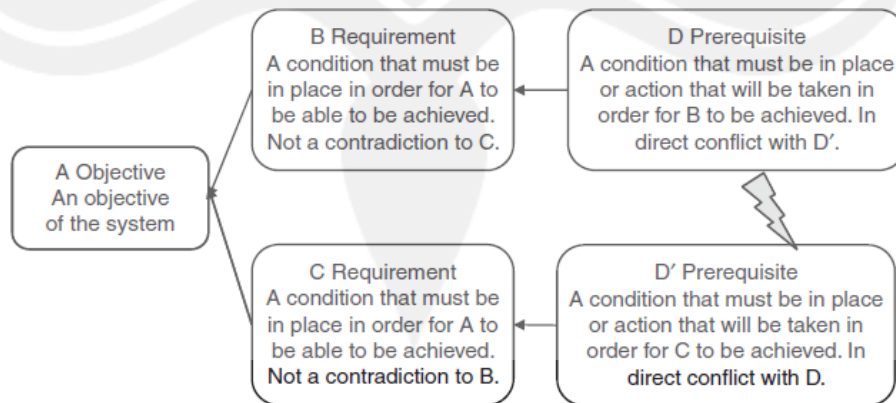 B Requirement
A condition that must be
in place in order for A to
be able to be achieved.
Not a contradiction to C.
D Prerequisite
A condition that must be in place
or action that will be taken in
order for B to be achieved. In
direct conflict with D′.
A Objective
An objective
of the system
C Requirement
A condition that must be
in place in order for A to
be able to be achieved.
Not a contradiction to B.
D′ Prerequisite
A condition that must be in place
or action that will be taken in
order for C to be achieved. In
direct conflict with D.